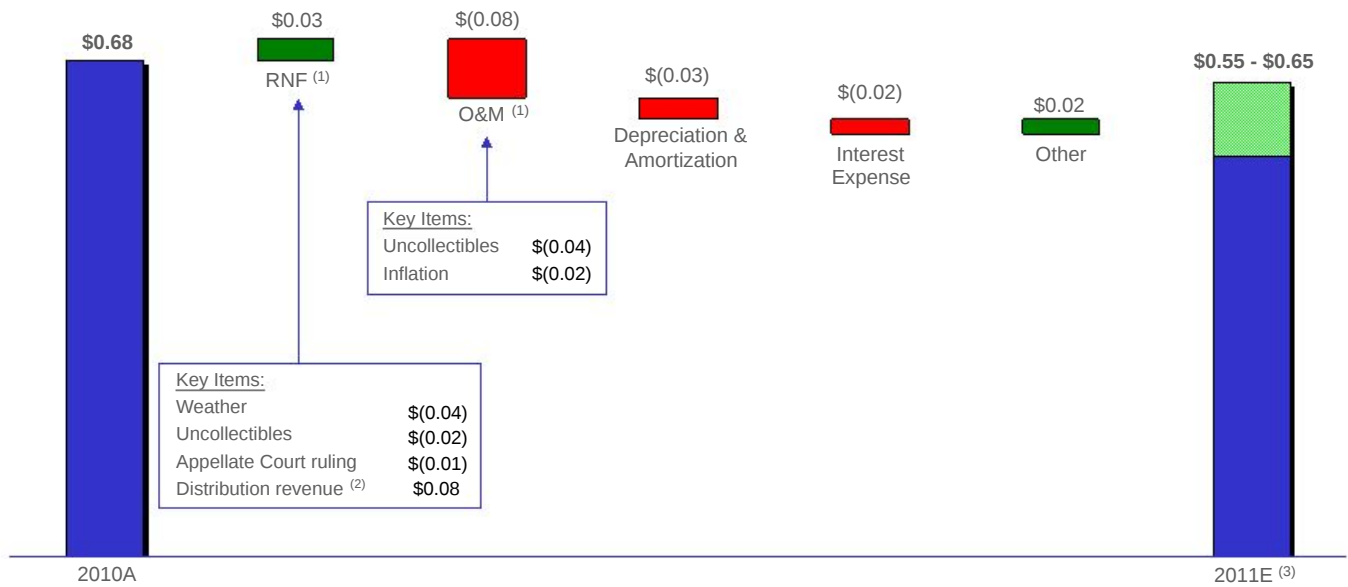 $0.68
$0.03
RNF (1)
$(0.08)
O&M (1)
$(0.03)
Depreciation &
Amortization
$(0.02)
Interest
Expense
$0.02
Other
$0.55 - $0.65
Key Items:
Uncollectibles $(0.04)
Inflation $(0.02)
Key Items:
Weather $(0.04)
Uncollectibles $(0.02)
Appellate Court ruling $(0.01)
Distribution revenue (2) $0.08
2010A
2011E (3)